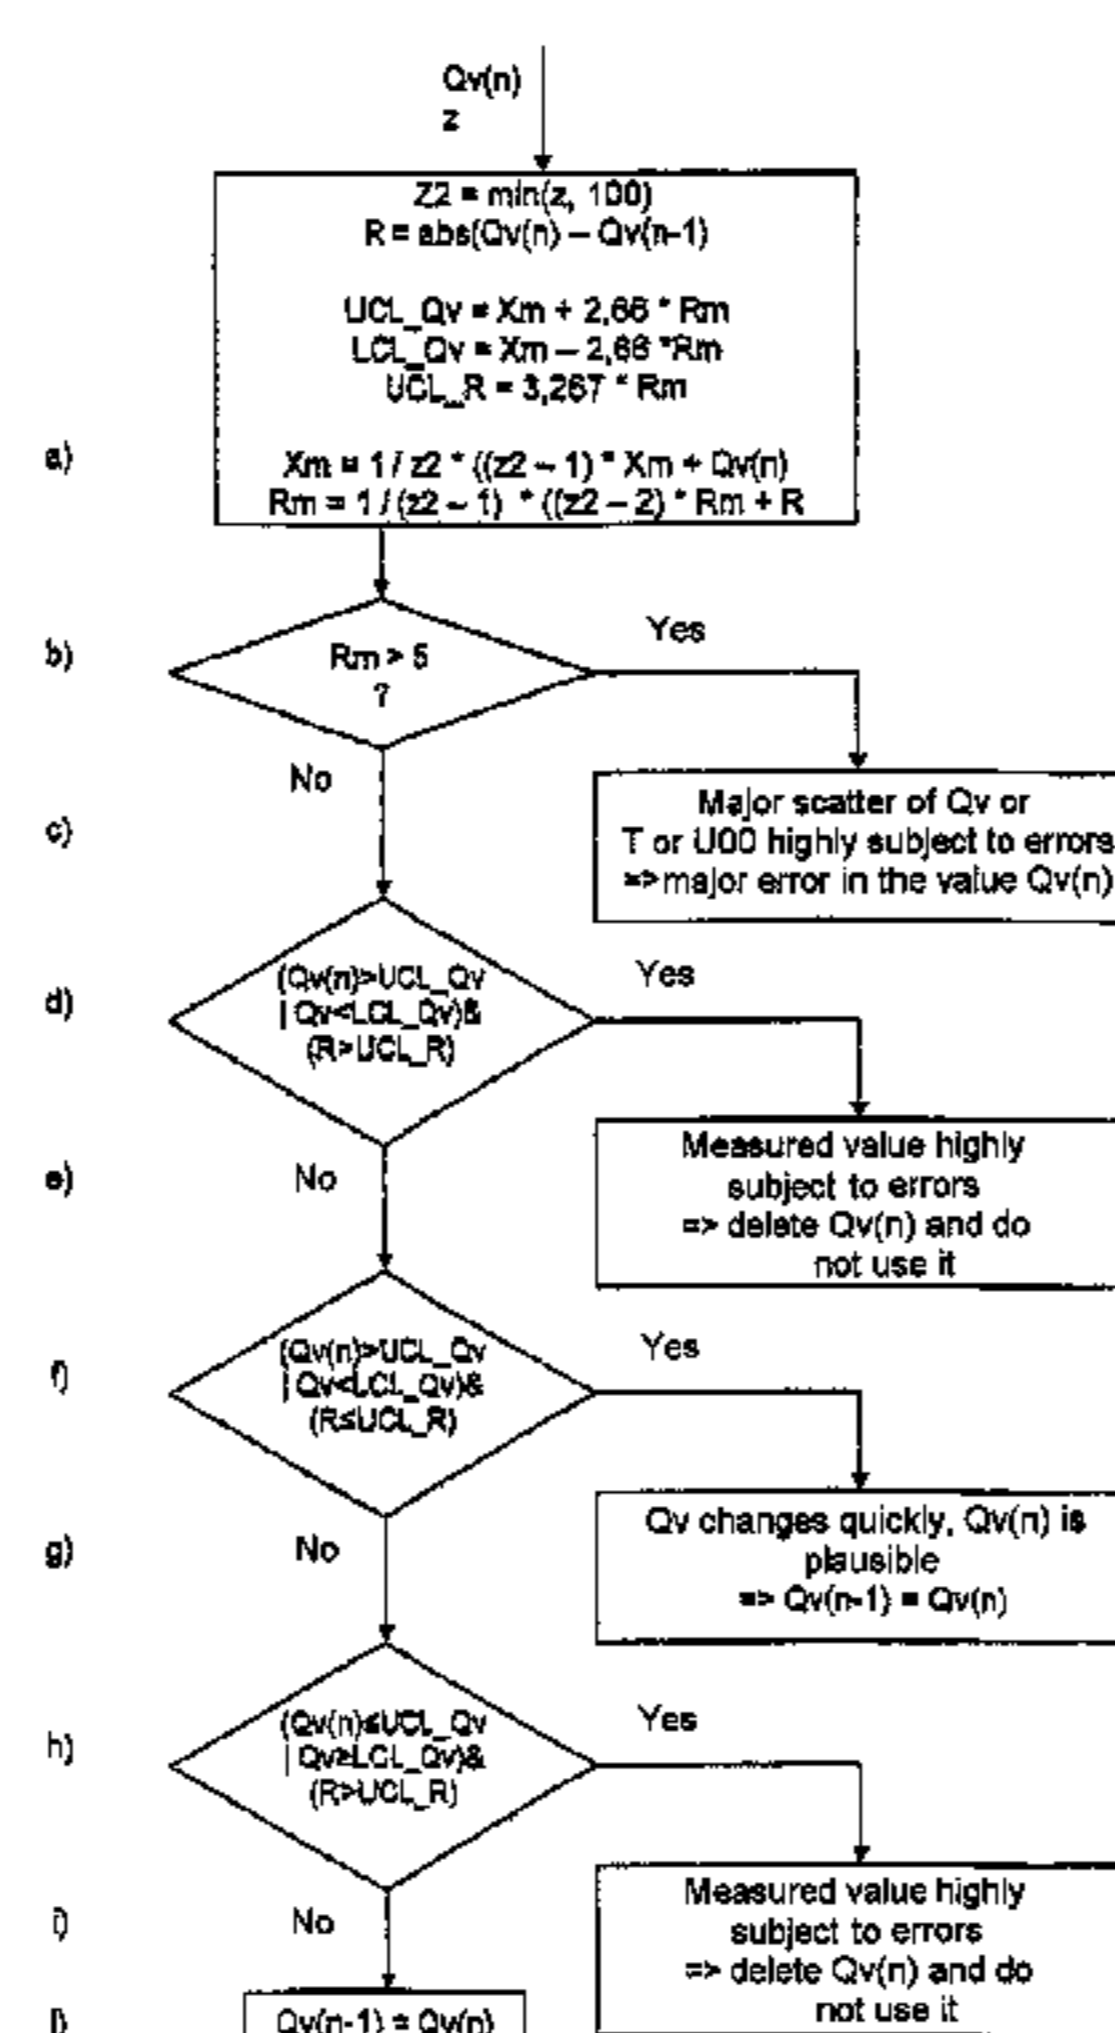 Qv(n)
z
Z2 = min(z, 100)
R = abs(Qv(n) – Qv(n-1)
UCL_Qv = Xm + 2,66 * Rm
LCL_Qv = Xm – 2,66 *Rm
UCL_R = 3,267 * Rm
a)
Xm = 1 / z2 * ((z2 – 1) * Xm + Qv(n)
Rm = 1 / (z2 – 1) * ((z2 – 2) * Rm + R
b)
Rm > 5
?
Yes
No
c)
Major scatter of Qv or
T or U00 highly subject to errors
=> major error in the value Qv(n)
d)
(Qv(n)>UCL_Qv
| Qv<LCL_Qv)&
(R>UCL_R)
Yes
e)
No
Measured value highly
subject to errors
=> delete Qv(n) and do
not use it
f)
(Qv(n)>UCL_Qv
| Qv<LCL_Qv)&
(R≤UCL_R)
Yes
g)
No
Qv changes quickly, Qv(n) is
plausible
=> Qv(n-1) = Qv(n)
h)
(Qv(n)≤UCL_Qv
| Qv≥LCL_Qv)&
(R>UCL_R)
Yes
i)
No
Measured value highly
subject to errors
=> delete Qv(n) and do
not use it
j)
Qv(n-1) = Qv(n)